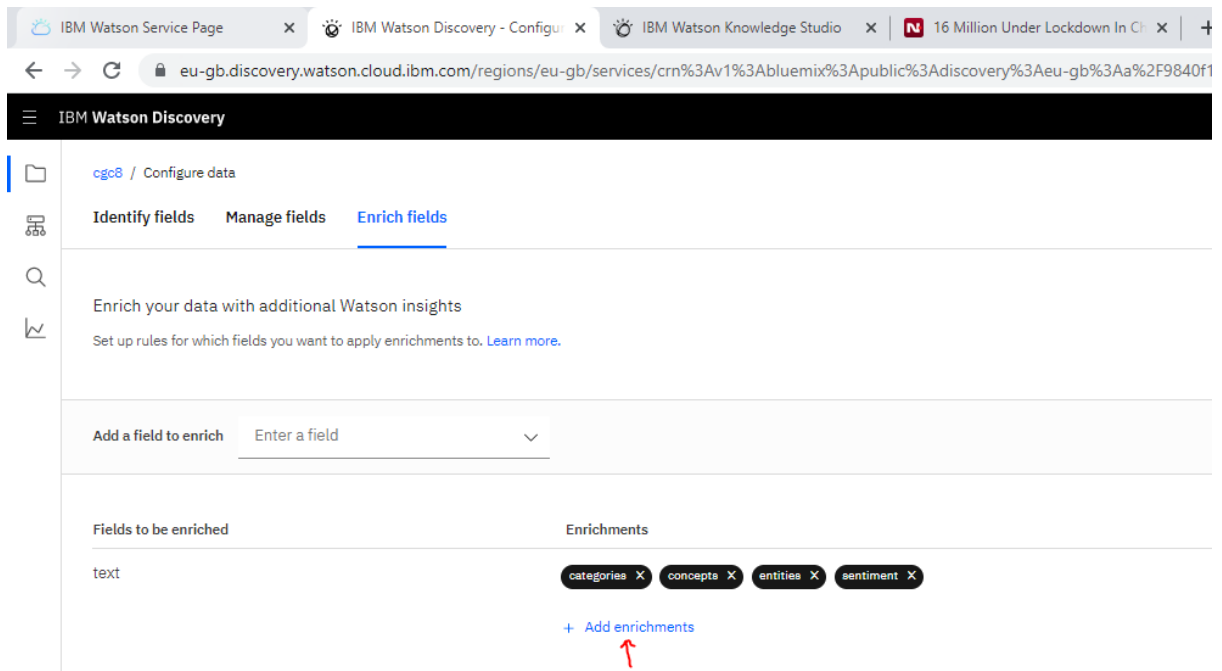 IBM Watson Service Page
IBM Watson Discovery - Configur
IBM Watson Knowledge Studio
N 16 Million Under Lockdown In Ch
eu-gb.discovery.watson.cloud.ibm.com/regions/eu-gb/services/crn%3Av1%3Abluemix%3Apublic%3Adiscovery%3Aeu-gb%3Aa%2F9840f1
IBM Watson Discovery
cgc8 / Configure data
Identify fields Manage fields Enrich fields
Enrich your data with additional Watson insights
Set up rules for which fields you want to apply enrichments to. Learn more.
Add a field to enrich Enter a field
Fields to be enriched Enrichments
text categories X concepts X entities X sentiment X
+ Add enrichments